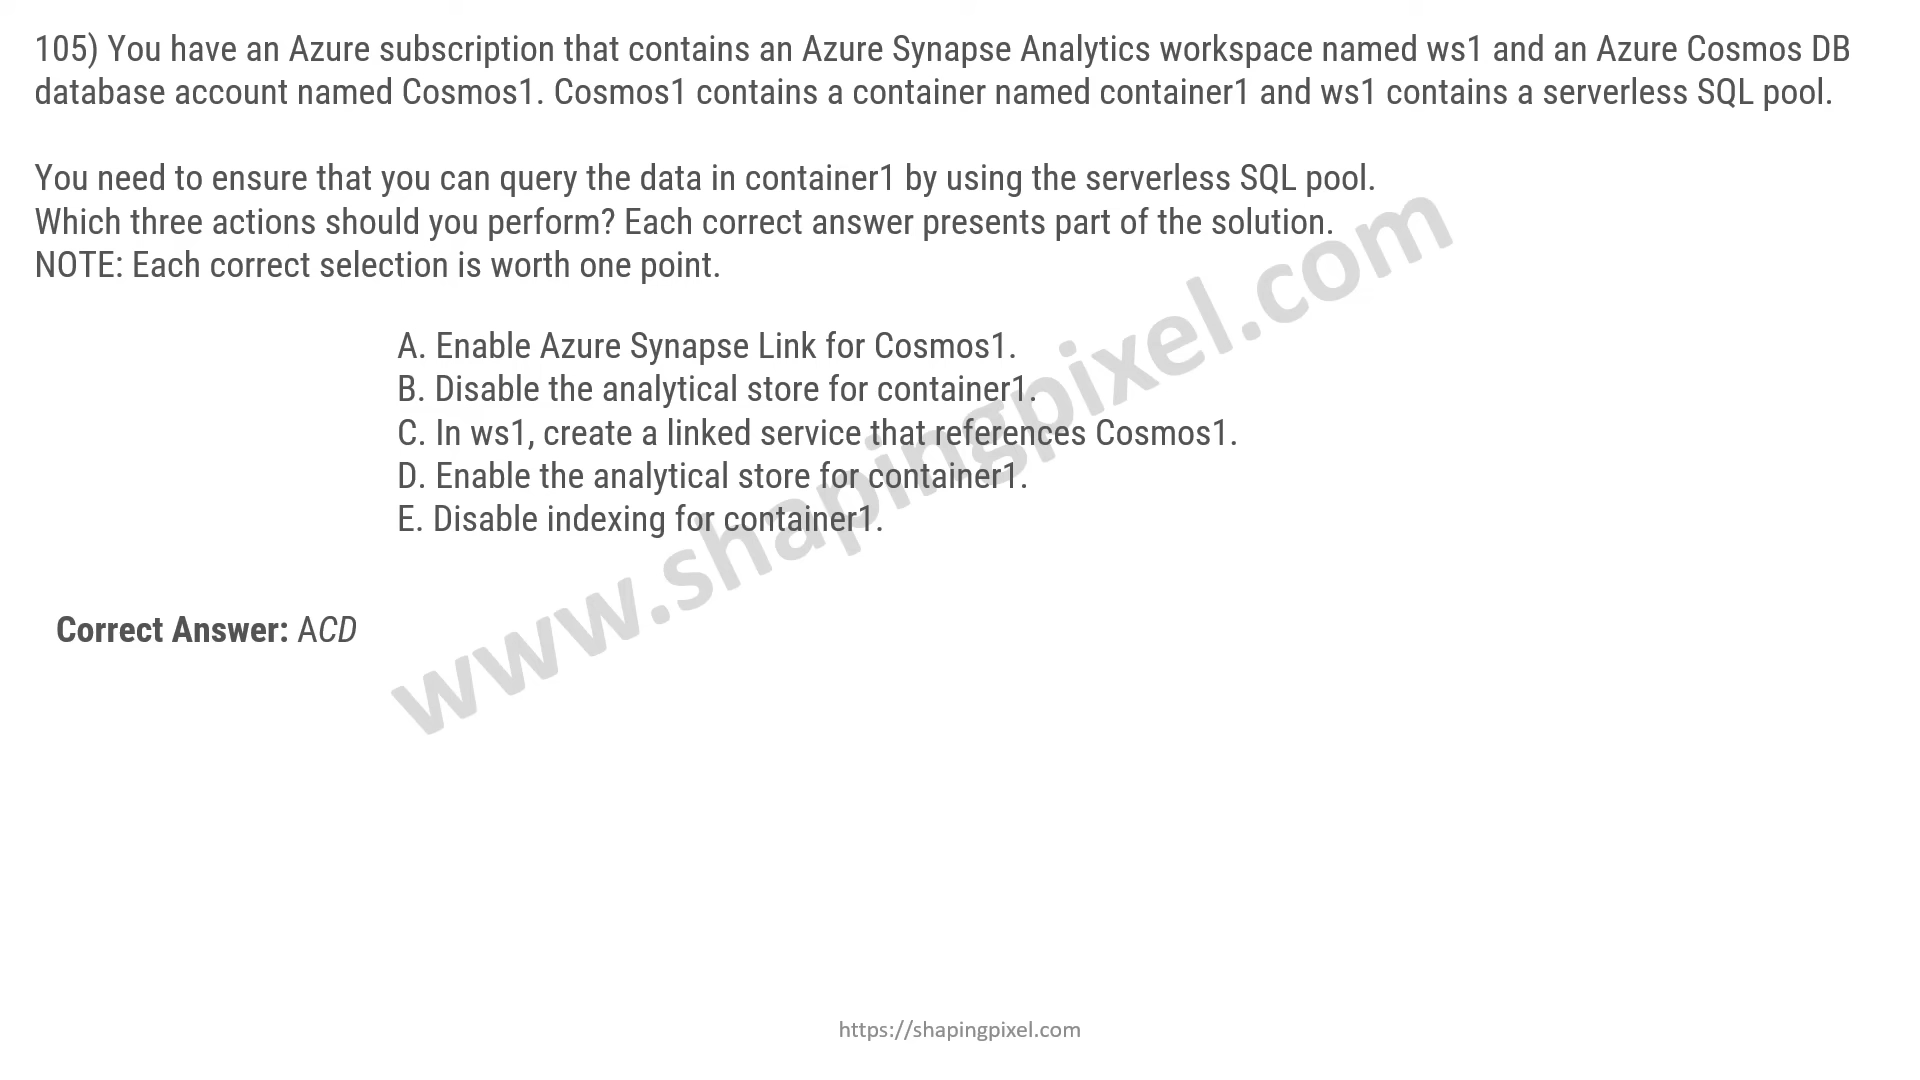 105) You have an Azure subscription that contains an Azure Synapse Analytics workspace named ws1 and an Azure Cosmos DB
database account named Cosmos1. Cosmos1 contains a container named container1 and ws1 contains a serverless SQL pool.
You need to ensure that you can query the data in container1 by using the serverless SQL pool.
Which three actions should you perform? Each correct answer presents part of the solution.
NOTE: Each correct selection is worth one point.
A. Enable Azure Synapse Link for Cosmos1.
B. Disable the analytical store for container1.
C. In ws1, create a linked service that references Cosmos1.
D. Enable the analytical store for container1.
E. Disable indexing for container1.
www.shapingpixel.com
Correct Answer: ACD
https://shapingpixel.com